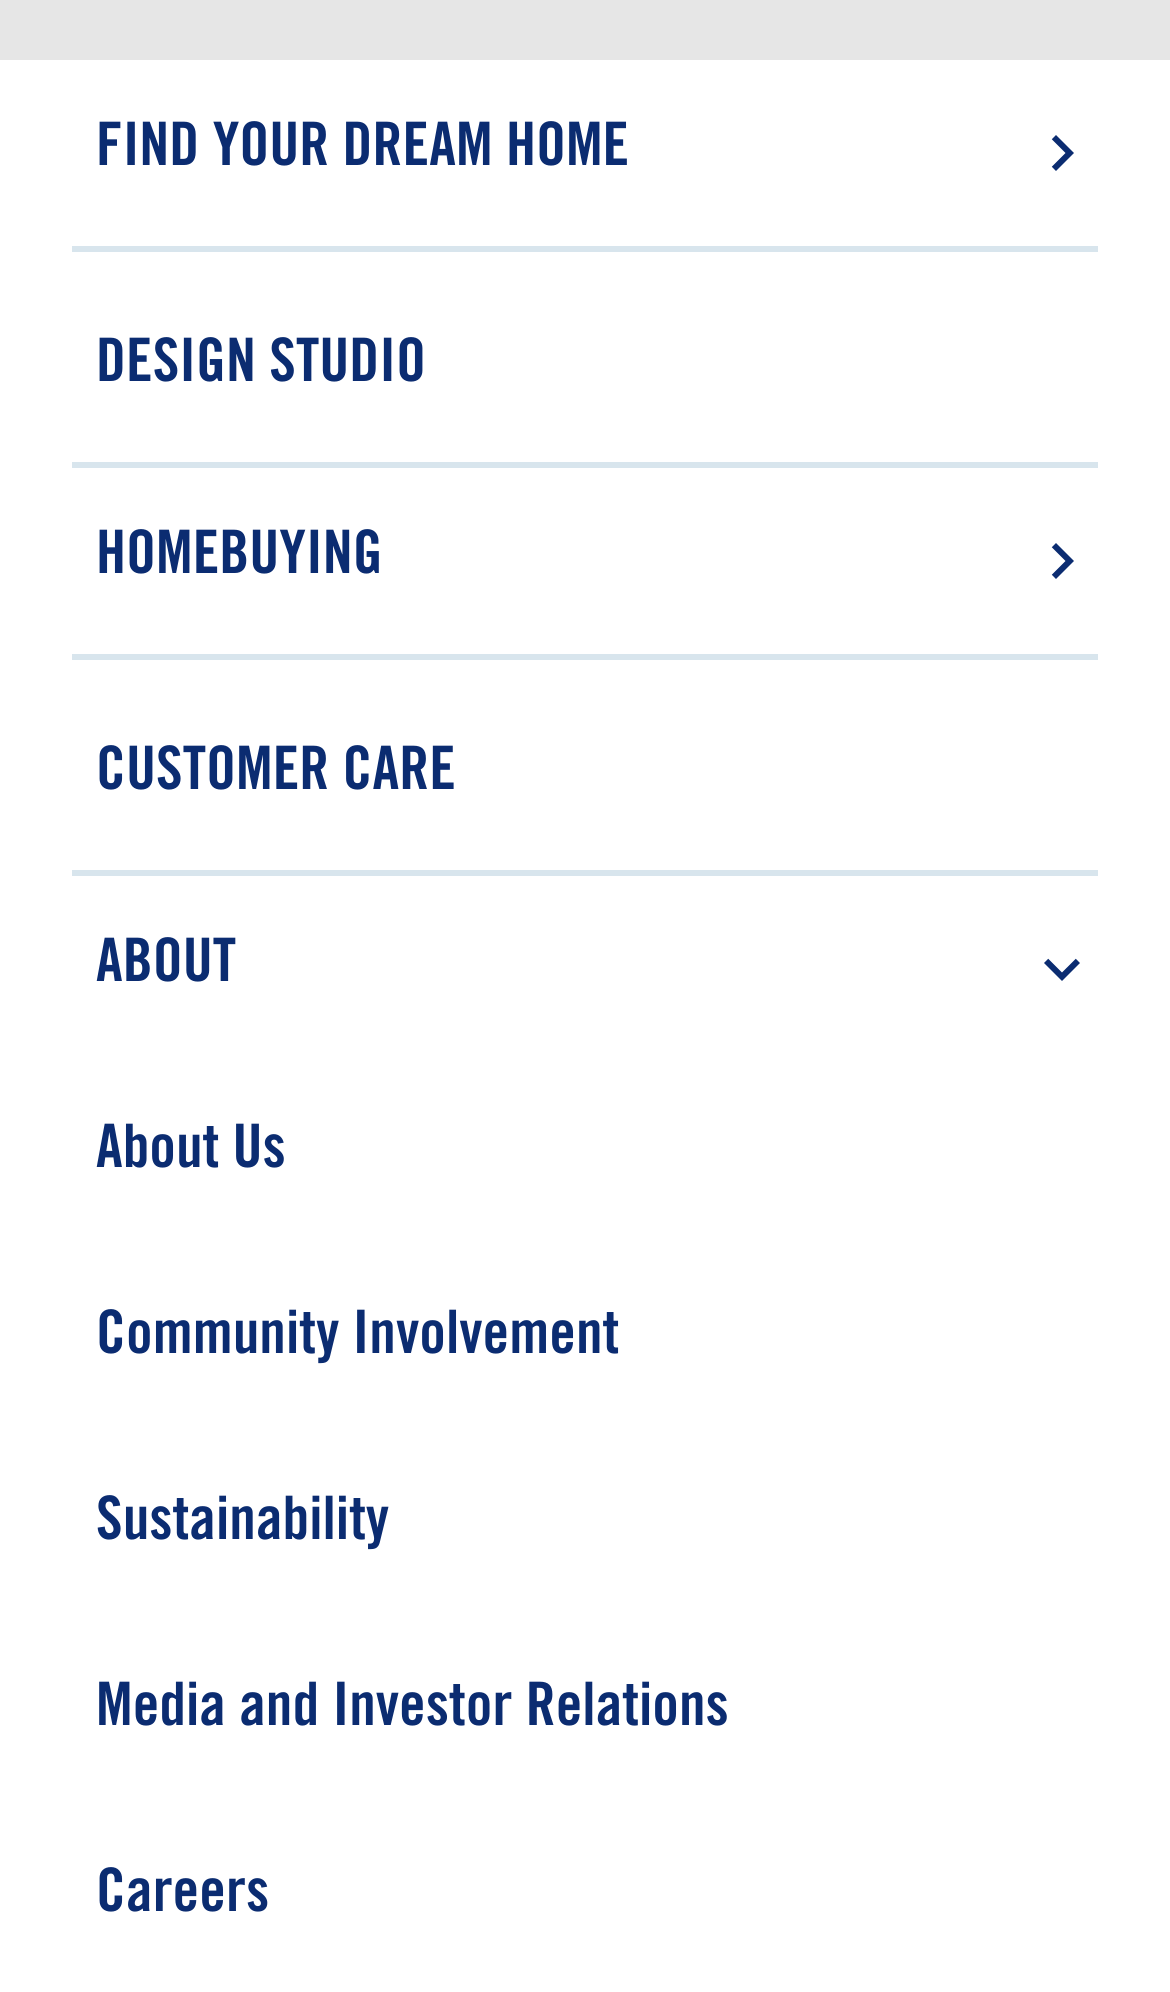 FIND YOUR DREAM HOME
DESIGN STUDIO
HOMEBUYING
CUSTOMER CARE
ABOUT
About Us
Community Involvement
Sustainability
Media and Investor Relations
Careers